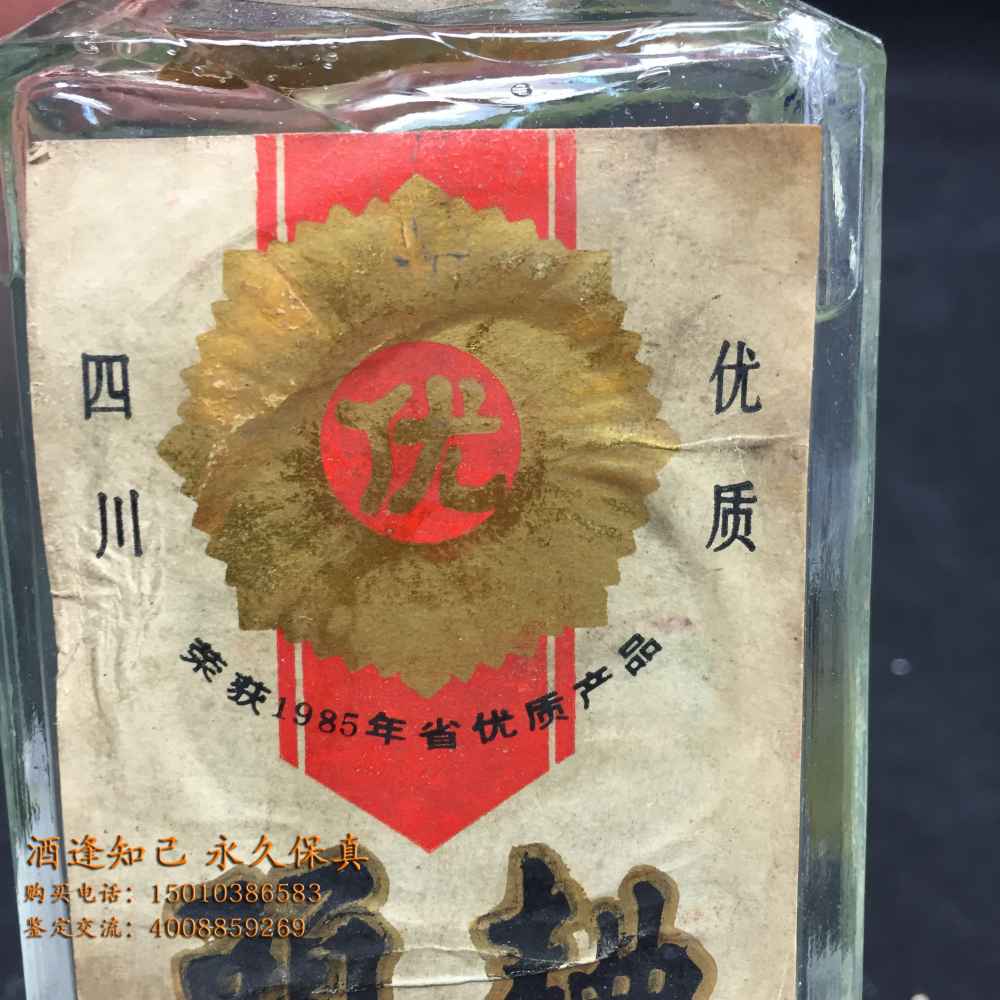 四川
优质
优
荣获1985年省优质产品
酒逢知己 永久保真
购买电话：15010386583
鉴定交流：4008859269